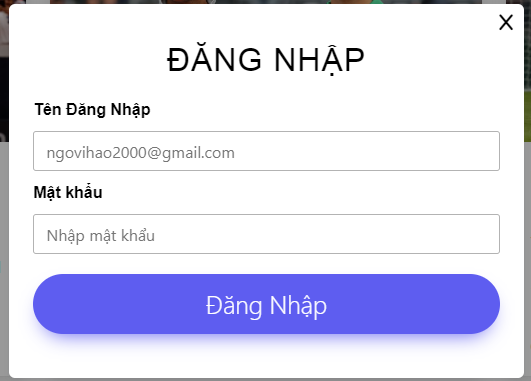 X
ĐĂNG NHẬP
Tên Đăng Nhập
ngovihao2000@gmail.com
Mật khẩu
Nhập mật khẩu
Đăng Nhập